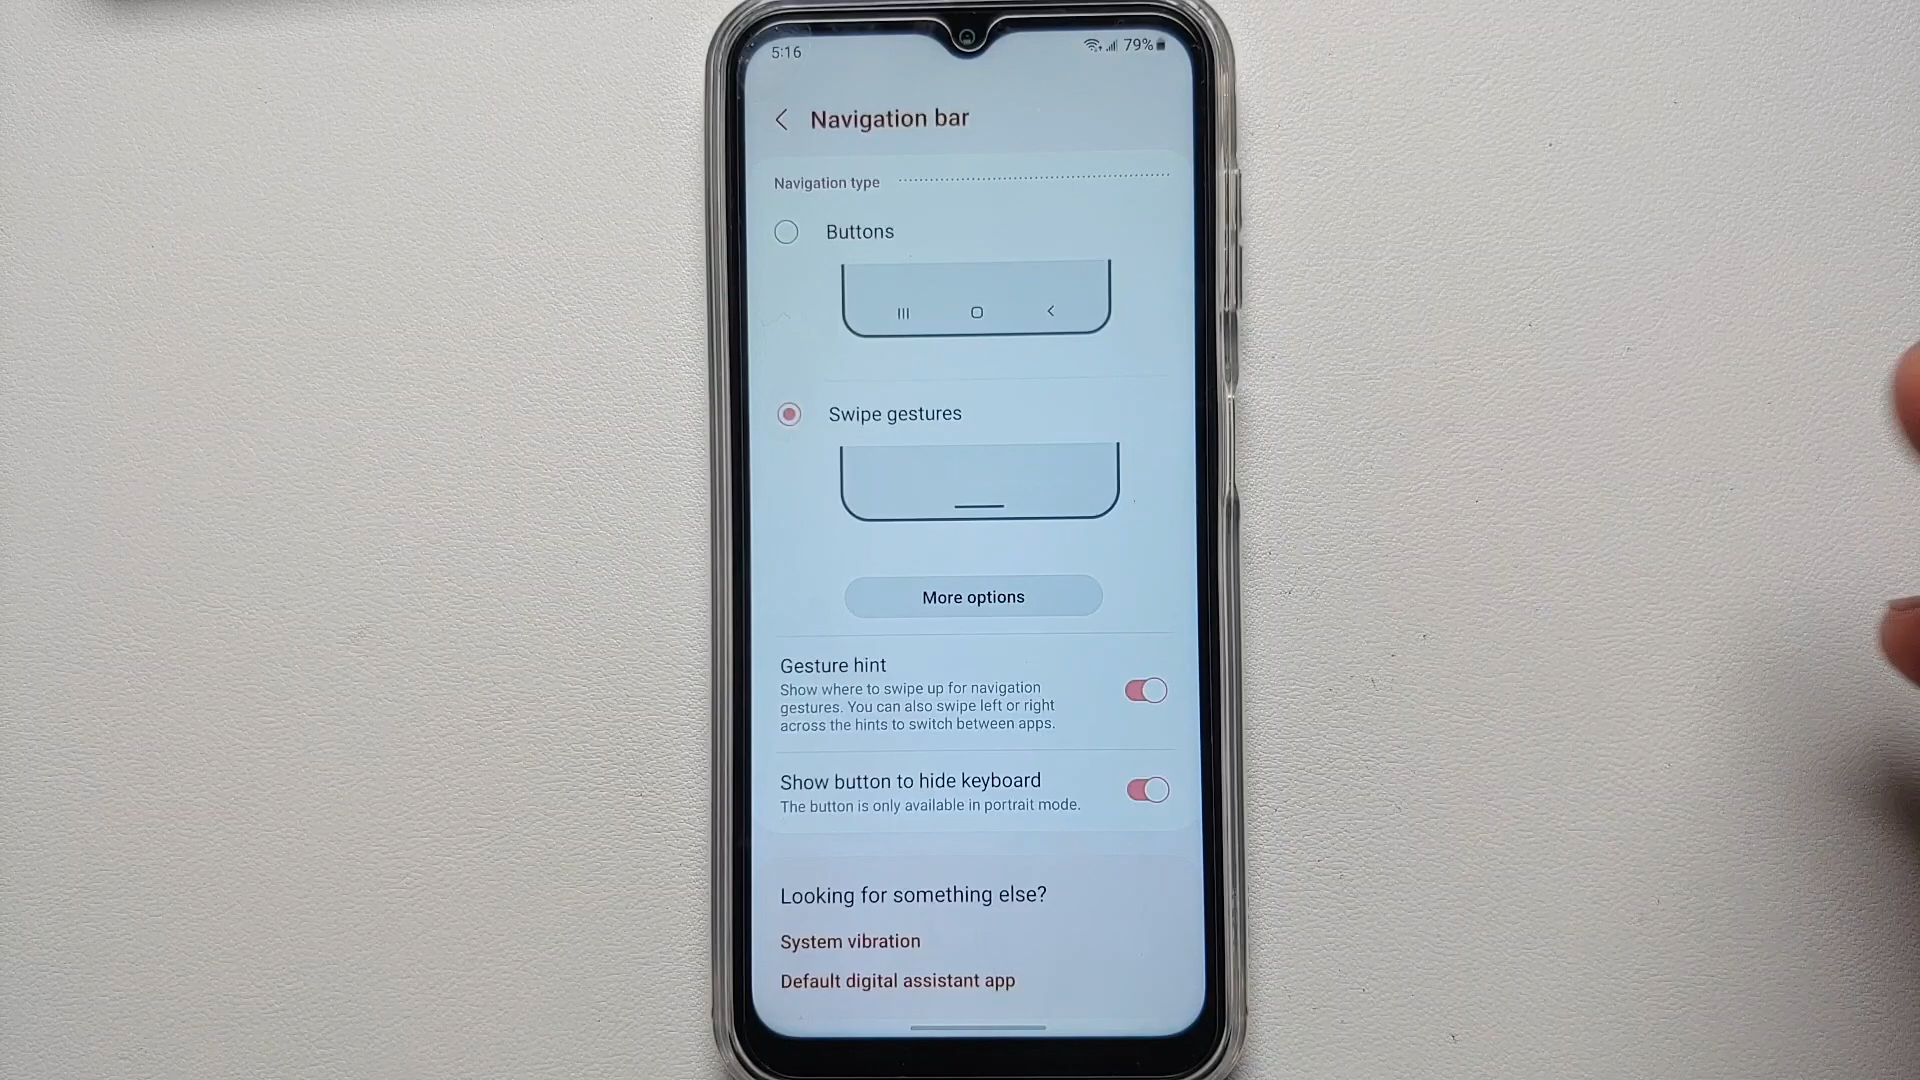 5:16
79%
Navigation bar
Navigation type
Buttons
Swipe gestures
More options
Gesture hint
Show where to swipe up for navigation
gestures. You can also swipe left or right
across the hints to switch between apps.
Show button to hide keyboard
The button is only available in portrait mode.
Looking for something else?
System vibration
Default digital assistant app